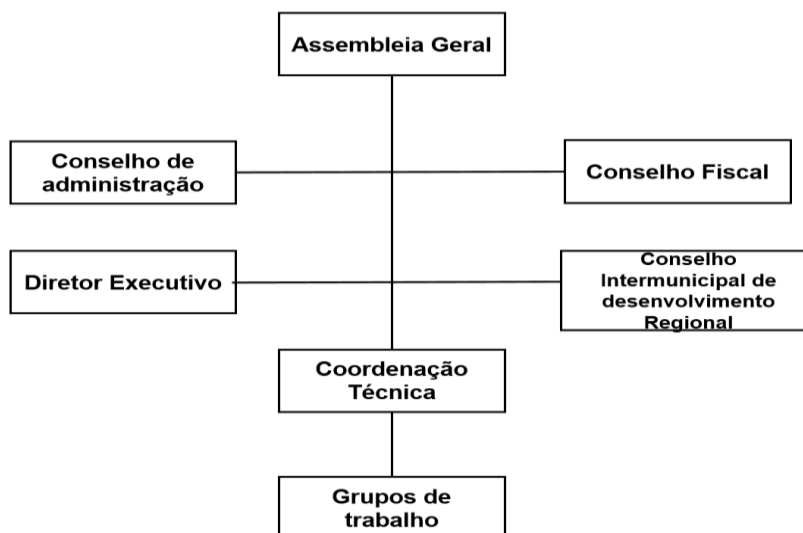 Assembleia Geral
Conselho de
administração
Conselho Fiscal
Diretor Executivo
Conselho
Intermunicipal de
desenvolvimento
Regional
Coordenação
Técnica
Grupos de
trabalho